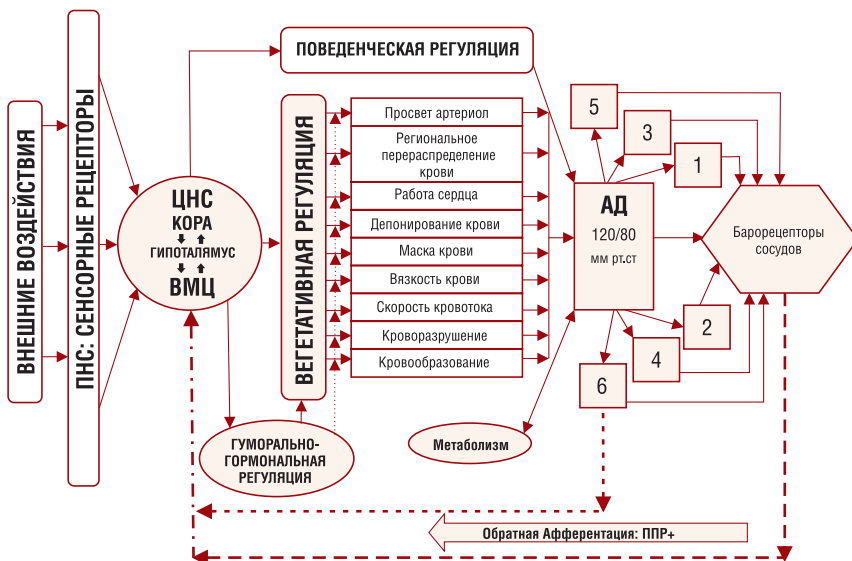 ВНЕШНИЕ ВОЗДЕЙСТВИЯ
ПНС: СЕНСОРНЫЕ РЕЦЕПТОРЫ
ЦНС
КОРА
ГИПОТАЛЯМУС
ВМЦ
ПОВЕДЕНЧЕСКАЯ РЕГУЛЯЦИЯ
ВЕГЕТАТИВНАЯ РЕГУЛЯЦИЯ
Просвет артериол
Региональное
перераспределение
крови
Работа сердца
Депонирование крови
Маска крови
Вязкость крови
Скорость кровотока
Кроворазрушение
Кровообразование
ГУМОРАЛЬНО-
ГОРМОНАЛЬНАЯ
РЕГУЛЯЦИЯ
Метаболизм
АД
120/80
мм рт.ст
5
3
1
2
4
6
Барорецепторы
сосудов
Обратная Афферентация: ППР+